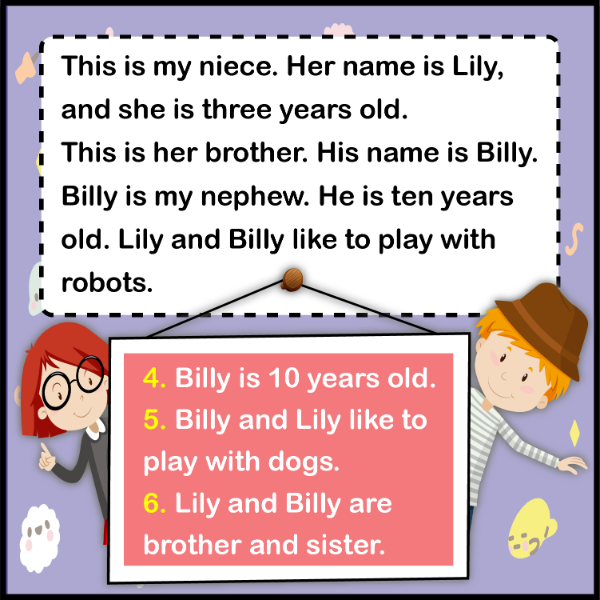 This is my niece. Her name is Lily,
and she is three years old.
This is her brother. His name is Billy.
Billy is my nephew. He is ten years
old. Lily and Billy like to play with
robots.
4. Billy is 10 years old.
5. Billy and Lily like to
play with dogs.
6. Lily and Billy are
brother and sister.